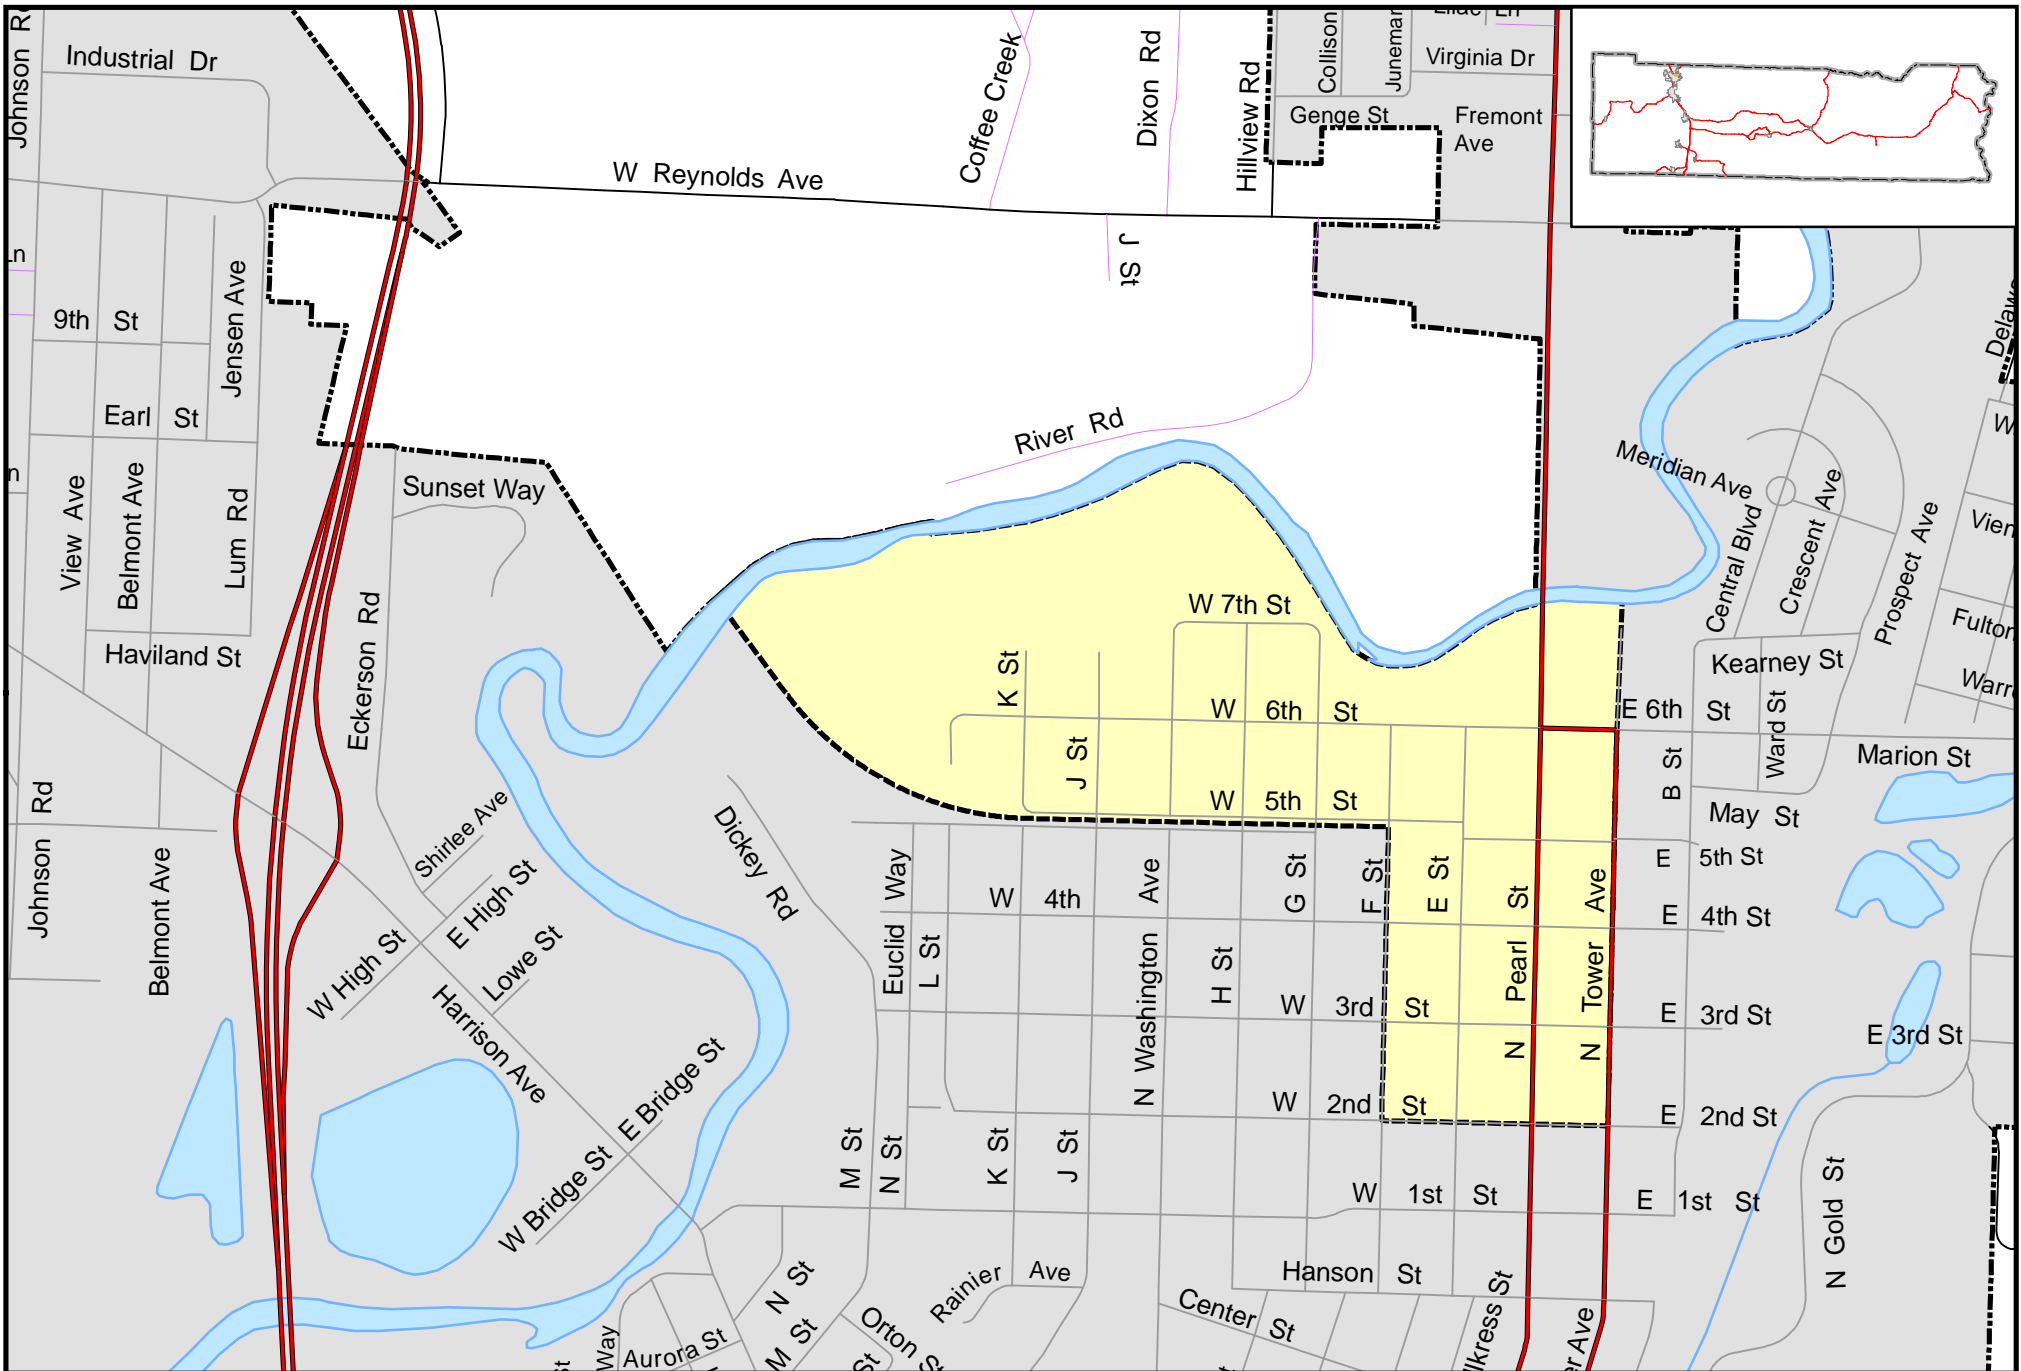 Industrial Dr
Johnson
Coffee Creek
Dixon Rd
Hillview Rd
Collison
Juneman
Virginia Dr
Genge St
Fremont
Ave
W Reynolds Ave
J St
Ln
9th St
Jensen Ave
Earl St
View Ave
Belmont Ave
Lum Rd
Haviland St
Sunset Way
Eckerson Rd
River Rd
Meridian Ave
Central Blvd
Crescent Ave
Prospect Ave
Kearney St
Ward St
Marion St
W 7th St
K St
W 6th St
E 6th St
J St
W 5th St
B St
May St
E 5th St
Johnson Rd
Belmont Ave
Shirlee Ave
E High St
W High St
Lowe St
Harrison Ave
Dickey Rd
Euclid Way
L St
W 4th
N Washington Ave
H St
G St
F St
E St
N Pearl St
N Tower Ave
E 4th St
W 3rd St
E 3rd St
E 3rd St
W 2nd St
E 2nd St
E Bridge St
W Bridge St
M St
N St
K St
J St
W 1st St
E 1st St
N Gold St
Hanson St
Rainier Ave
Center St
N St
M St
Orton St
Aurora St
Way